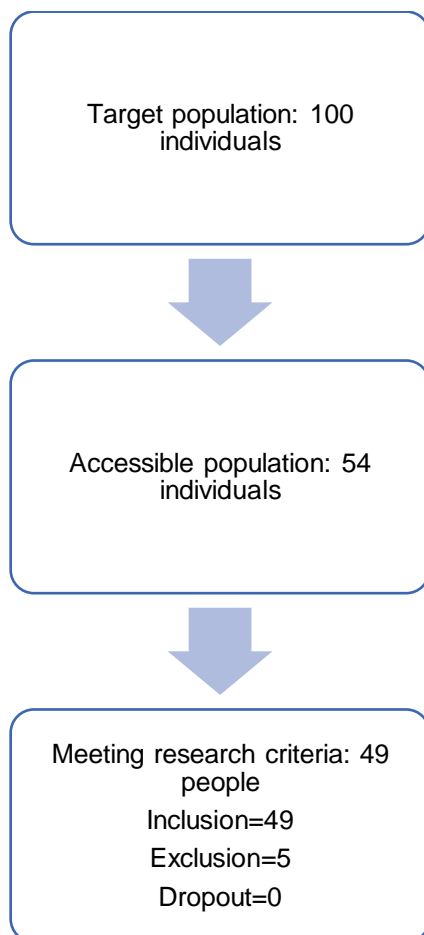 Target population: 100
individuals
Accessible population: 54
individuals
Meeting research criteria: 49
people
Inclusion=49
Exclusion=5
Dropout=0